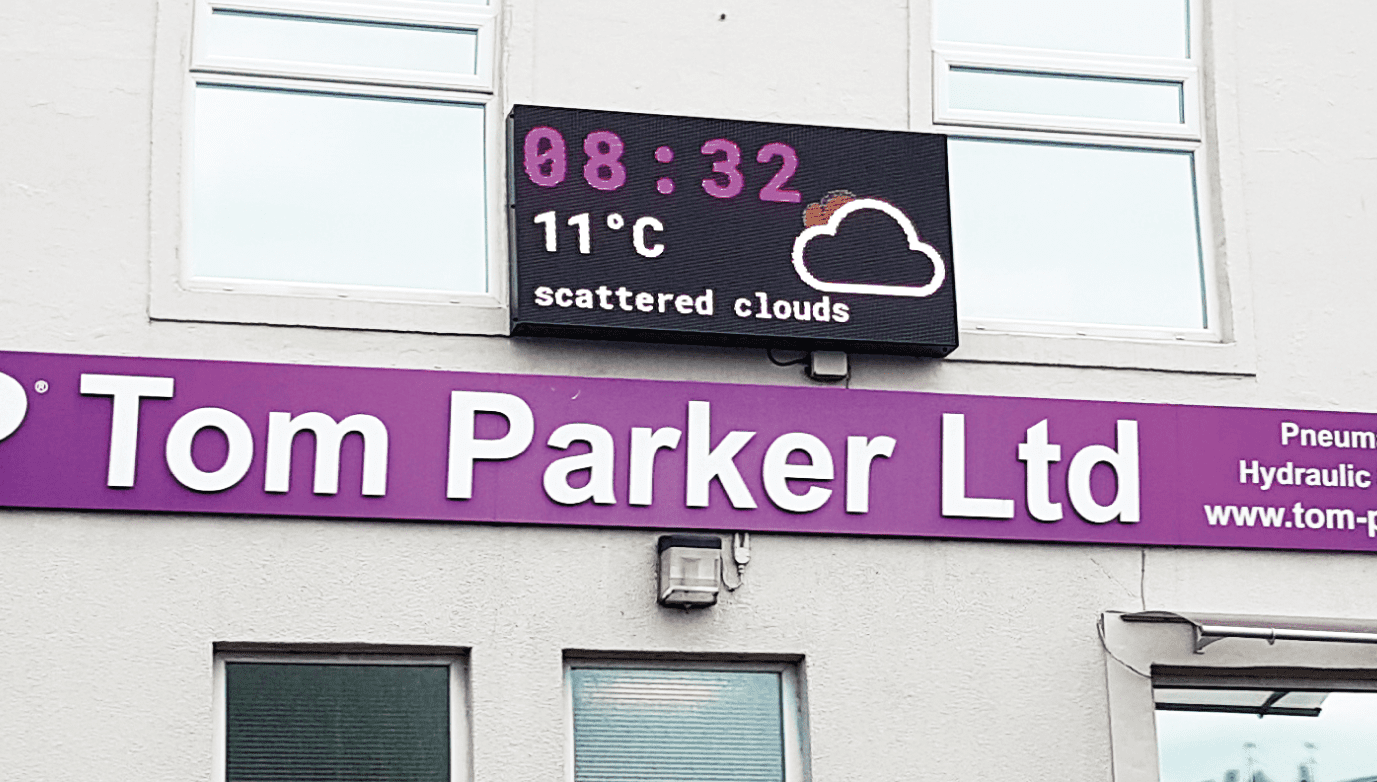 08:32
11°C
scattered clouds
® Tom Parker Ltd
Hydraulic